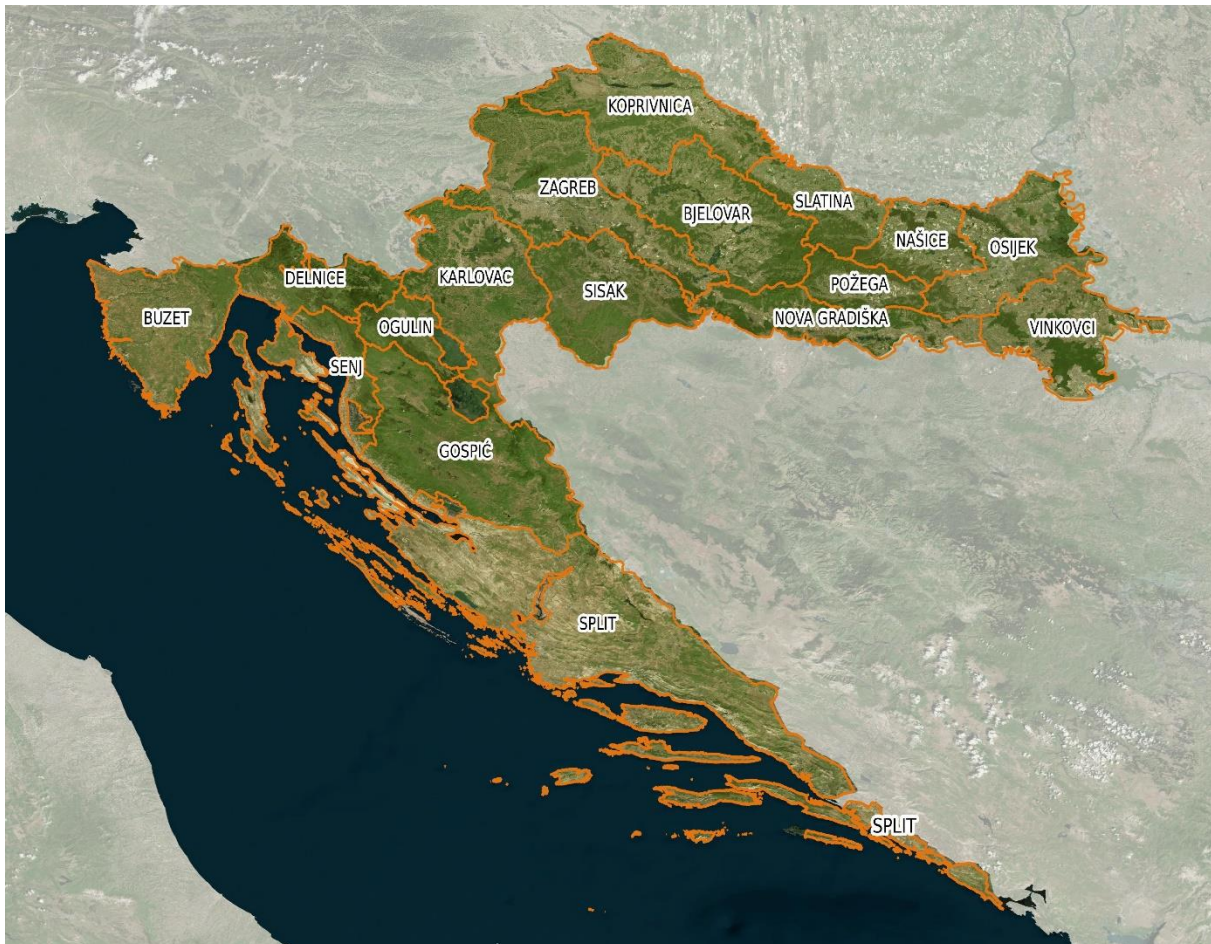 KOPRIVNICA
ZAGREB
SLATINA
BJELOVAR
NAŠICE
OSIJEK
DELNICE
KARLOVAC
SISAK
POŽEGA
BUZET
OGULIN
NOVA GRADIŠKA
VINKOVCI
SENJ
GOSPIĆ
SPLIT
SPLIT